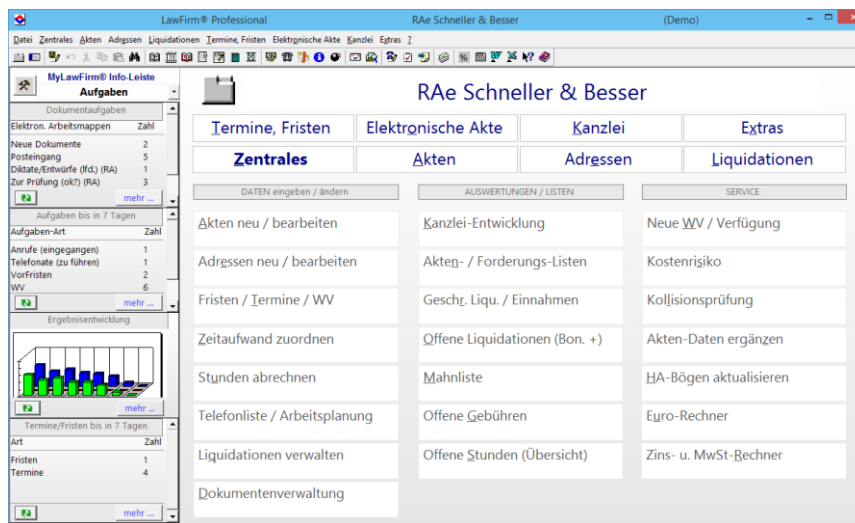 LawFirm® Professional RAe Schneller & Besser (Demo)
Datei Zentrales Akten Adressen Liquidationen Termine, Fristen Elektronische Akte Kanzlei Extras ?
MyLawFirm® Info-Leiste
Aufgaben
Dokumentaufgaben
Elektron. Arbeitsmappen Zahl
Neue Dokumente 2
Posteingang 5
Diktate/Entwürfe (lfd.) (RA) 1
Zur Prüfung (ok?) (RA) 3
mehr ...
Aufgaben bis in 7 Tagen
Aufgaben-Art Zahl
Anrufe (eingegangen) 1
Telefonate (zu führen) 1
VorFristen 2
WV 6
mehr ...
Ergebnisentwicklung
mehr ...
Termine/Fristen bis in 7 Tagen
Art Zahl
Fristen 1
Termine 4
mehr ...
RAe Schneller & Besser
Termine, Fristen Elektronische Akte Kanzlei Extras
Zentrales Akten Adressen Liquidationen
DATEN eingeben / ändern AUSWERTUNGEN / LISTEN SERVICE
Akten neu / bearbeiten Kanzlei-Entwicklung Neue WV / Verfügung
Adressen neu / bearbeiten Akten- / Forderungs-Listen Kostenrisiko
Fristen / Termine / WV Geschr. Liqu. / Einnahmen Kollisionsprüfung
Zeitaufwand zuordnen Offene Liquidationen (Bon. +) Akten-Daten ergänzen
Stunden abrechnen Mahnliste HA-Bögen aktualisieren
Telefonliste / Arbeitsplanung Offene Gebühren Euro-Rechner
Liquidationen verwalten Offene Stunden (Übersicht) Zins- u. MwSt-Rechner
Dokumentenverwaltung